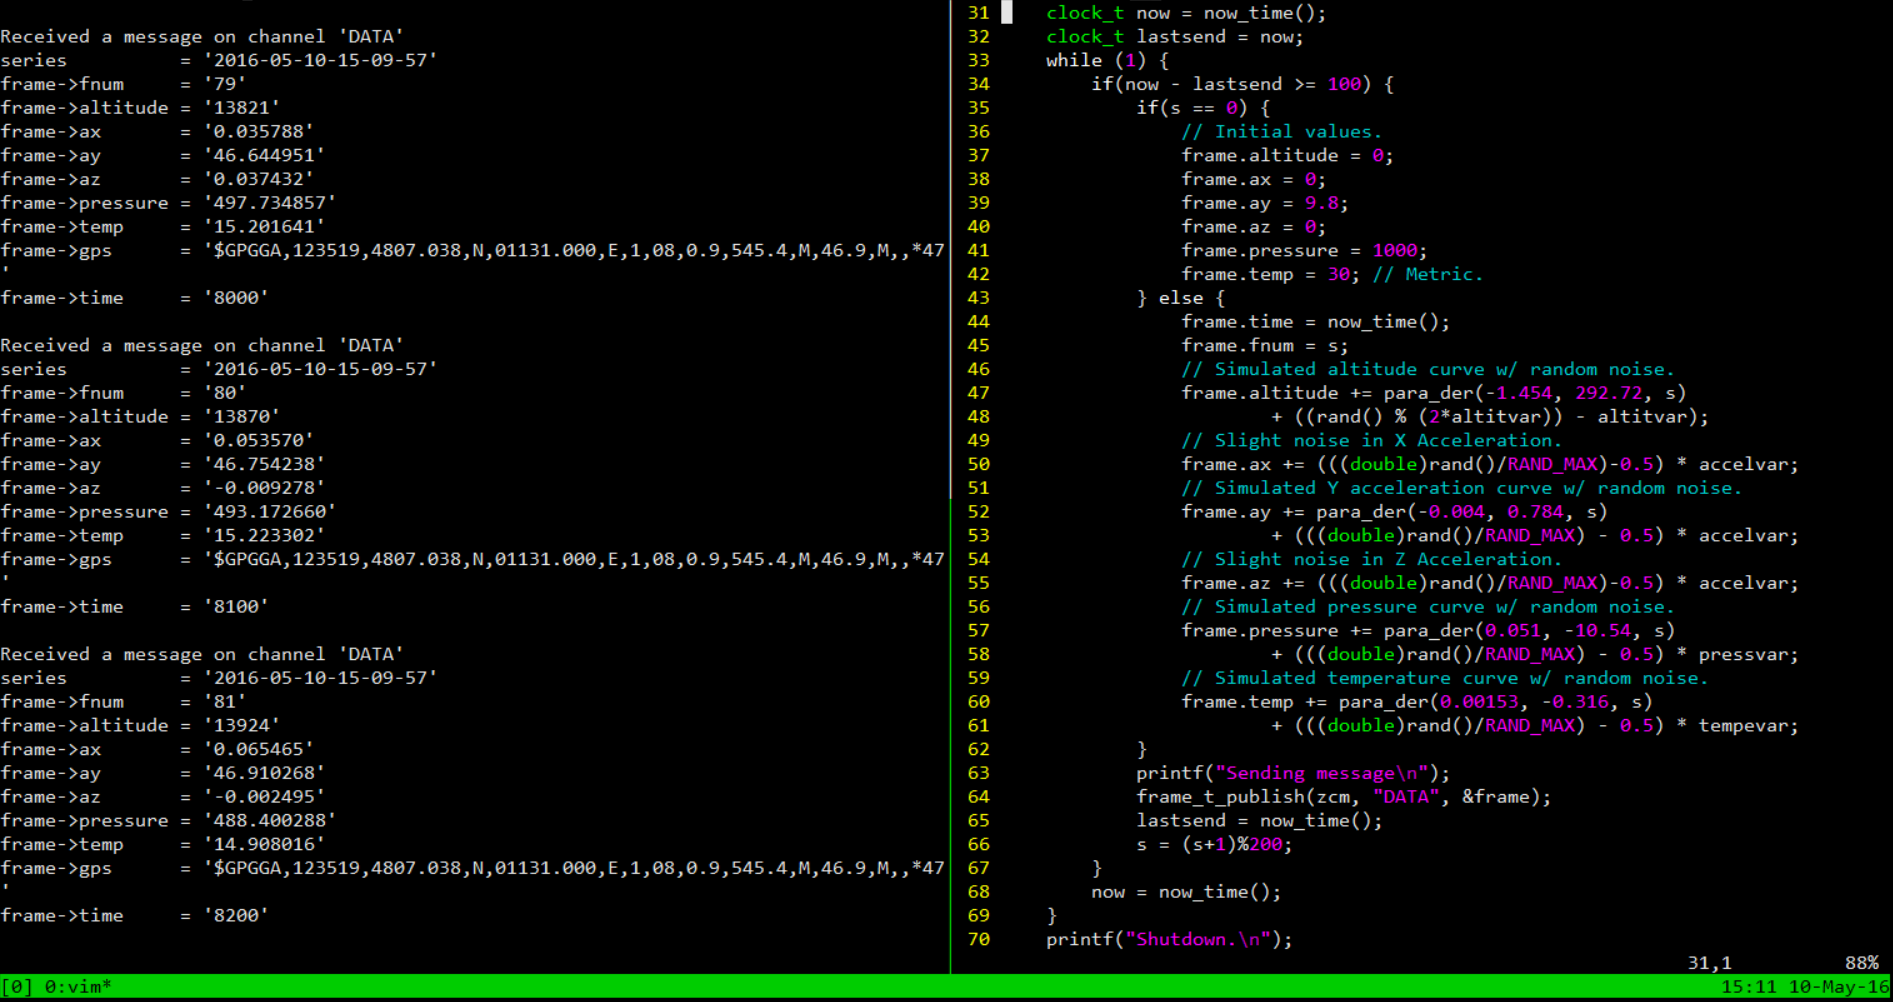 Received a message on channel 'DATA'
series          = '2016-05-10-15-09-57'
frame->fnum     = '79'
frame->altitude = '13821'
frame->ax       = '0.035788'
frame->ay       = '46.644951'
frame->az       = '0.037432'
frame->pressure = '497.734857'
frame->temp     = '15.201641'
frame->gps      = '$GPGGA,123519,4807.038,N,01131.000,E,1,08,0.9,545.4,M,46.9,M,,*47
'
frame->time     = '8000'
Received a message on channel 'DATA'
series          = '2016-05-10-15-09-57'
frame->fnum     = '80'
frame->altitude = '13870'
frame->ax       = '0.053570'
frame->ay       = '46.754238'
frame->az       = '-0.009278'
frame->pressure = '493.172660'
frame->temp     = '15.223302'
frame->gps      = '$GPGGA,123519,4807.038,N,01131.000,E,1,08,0.9,545.4,M,46.9,M,,*47
'
frame->time     = '8100'
Received a message on channel 'DATA'
series          = '2016-05-10-15-09-57'
frame->fnum     = '81'
frame->altitude = '13924'
frame->ax       = '0.065465'
frame->ay       = '46.910268'
frame->az       = '-0.002495'
frame->pressure = '488.400288'
frame->temp     = '14.908016'
frame->gps      = '$GPGGA,123519,4807.038,N,01131.000,E,1,08,0.9,545.4,M,46.9,M,,*47
'
frame->time     = '8200'
31     clock_t now = now_time();
32     clock_t lastsend = now;
33     while (1) {
34         if(now - lastsend >= 100) {
35             if(s == 0) {
36                 // Initial values.
37                 frame.altitude = 0;
38                 frame.ax = 0;
39                 frame.ay = 9.8;
40                 frame.az = 0;
41                 frame.pressure = 1000;
42                 frame.temp = 30; // Metric.
43             } else {
44                 frame.time = now_time();
45                 frame.fnum = s;
46                 // Simulated altitude curve w/ random noise.
47                 frame.altitude += para_der(-1.454, 292.72, s)
48                         + ((rand() % (2*altitvar)) - altitvar);
49                 // Slight noise in X Acceleration.
50                 frame.ax += (((double)rand()/RAND_MAX)-0.5) * accelvar;
51                 // Simulated Y acceleration curve w/ random noise.
52                 frame.ay += para_der(-0.004, 0.784, s)
53                         + (((double)rand()/RAND_MAX) - 0.5) * accelvar;
54                 // Slight noise in Z Acceleration.
55                 frame.az += (((double)rand()/RAND_MAX)-0.5) * accelvar;
56                 // Simulated pressure curve w/ random noise.
57                 frame.pressure += para_der(0.051, -10.54, s)
58                         + (((double)rand()/RAND_MAX) - 0.5) * pressvar;
59                 // Simulated temperature curve w/ random noise.
60                 frame.temp += para_der(0.00153, -0.316, s)
61                         + (((double)rand()/RAND_MAX) - 0.5) * tempevar;
62             }
63             printf("Sending message\n");
64             frame_t_publish(zcm, "DATA", &frame);
65             lastsend = now_time();
66             s = (s+1)%200;
67         }
68         now = now_time();
69     }
70     printf("Shutdown.\n");
31,1          88%
[0] 0:vim*
15:11 10-May-16